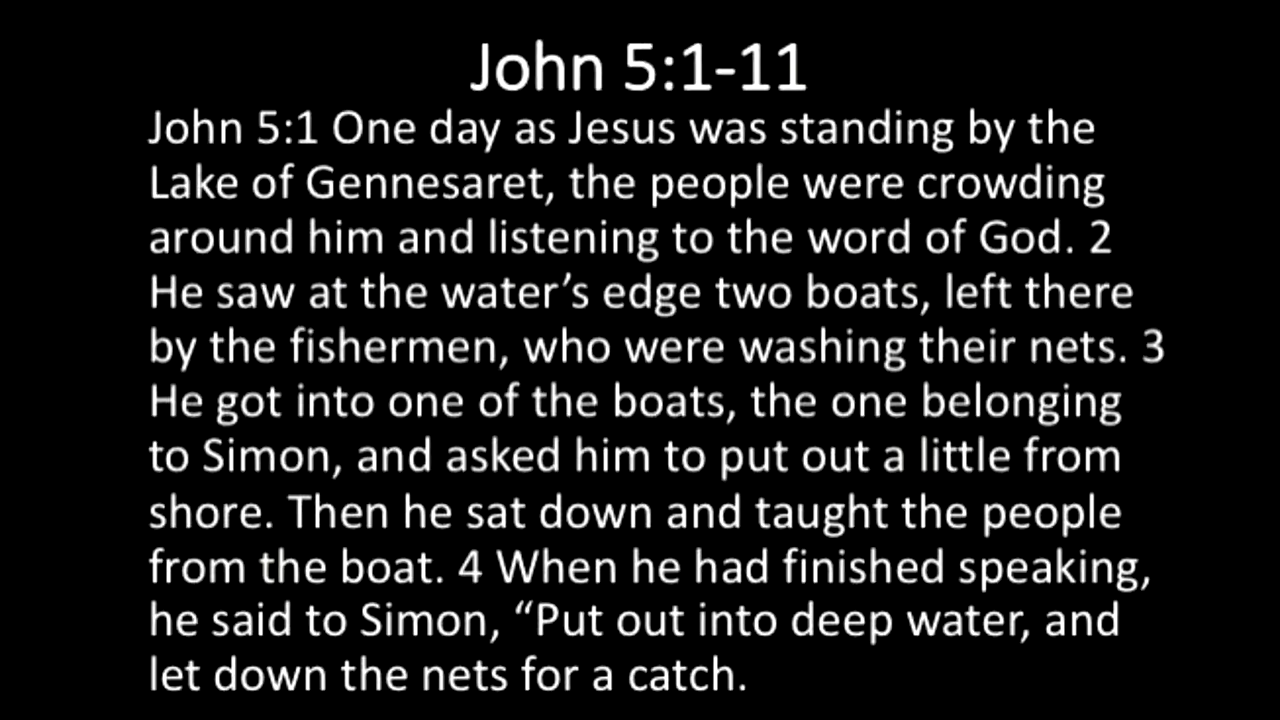 John 5:1-11
John 5:1 One day as Jesus was standing by the
Lake of Gennesaret, the people were crowding
around him and listening to the word of God. 2
He saw at the water’s edge two boats, left there
by the fishermen, who were washing their nets. 3
He got into one of the boats, the one belonging
to Simon, and asked him to put out a little from
shore. Then he sat down and taught the people
from the boat. 4 When he had finished speaking,
he said to Simon, “Put out into deep water, and
let down the nets for a catch.